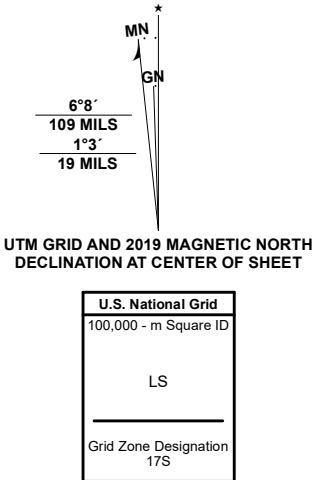 ★
MN
GN
6°8´
109 MILS
1°3´
19 MILS
UTM GRID AND 2019 MAGNETIC NORTH
DECLINATION AT CENTER OF SHEET
U.S. National Grid
100,000 - m Square ID
LS
Grid Zone Designation
17S